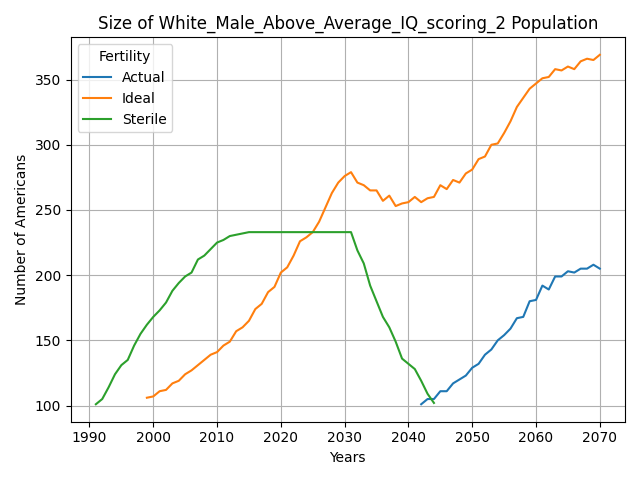 Size of White_Male_Above_Average_IQ_scoring_2 Population
Fertility
Actual
Ideal
Sterile
Number of Americans
350
300
250
200
150
100
1990 2000 2010 2020 2030 2040 2050 2060 2070
Years